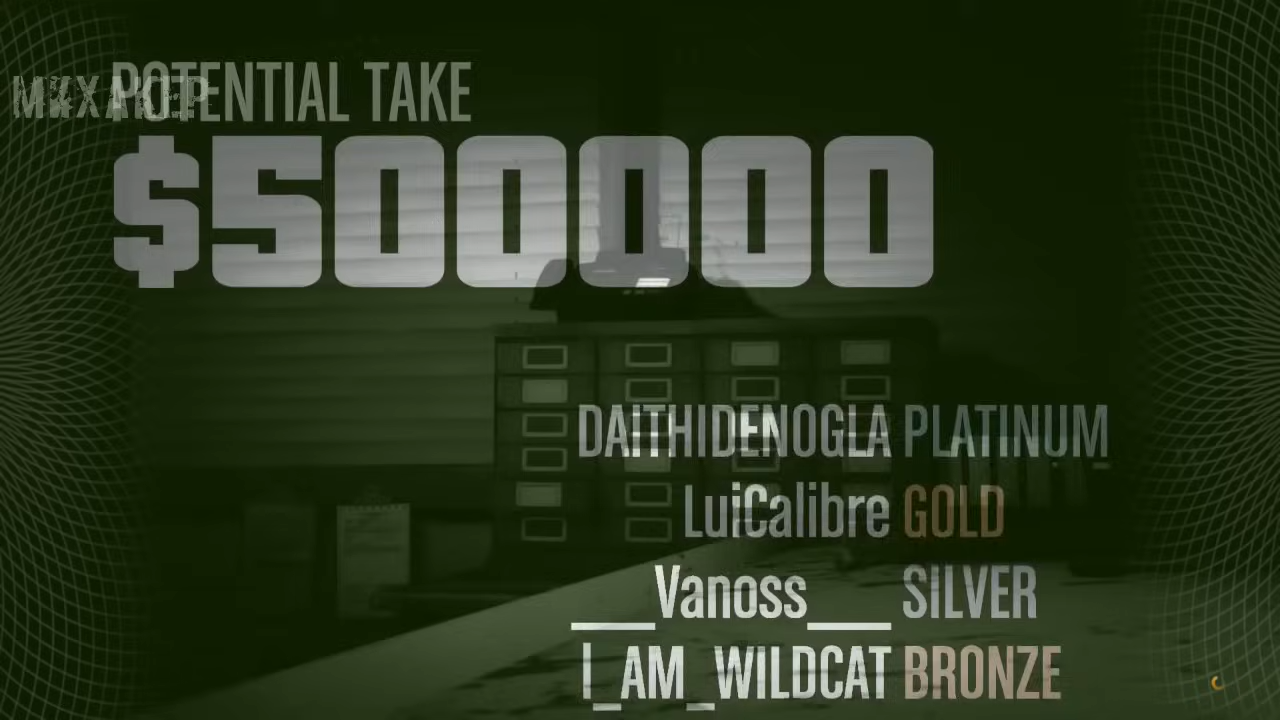 POTENTIAL TAKE
$500000
DAITHIDENOGLA PLATINUM
LuiCalibre GOLD
___Vanoss___ SILVER
I_AM_WILDCAT BRONZE